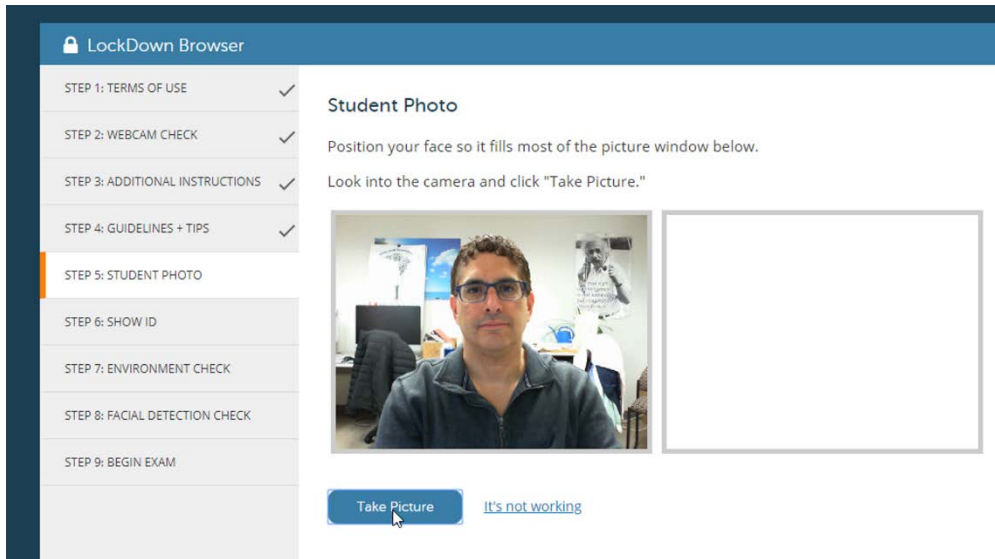 LockDown Browser
STEP 1: TERMS OF USE
STEP 2: WEBCAM CHECK
STEP 3: ADDITIONAL INSTRUCTIONS
STEP 4: GUIDELINES + TIPS
STEP 5: STUDENT PHOTO
STEP 6: SHOW ID
STEP 7: ENVIRONMENT CHECK
STEP 8: FACIAL DETECTION CHECK
STEP 9: BEGIN EXAM
Student Photo
Position your face so it fills most of the picture window below.
Look into the camera and click "Take Picture."
Take Picture
It's not working